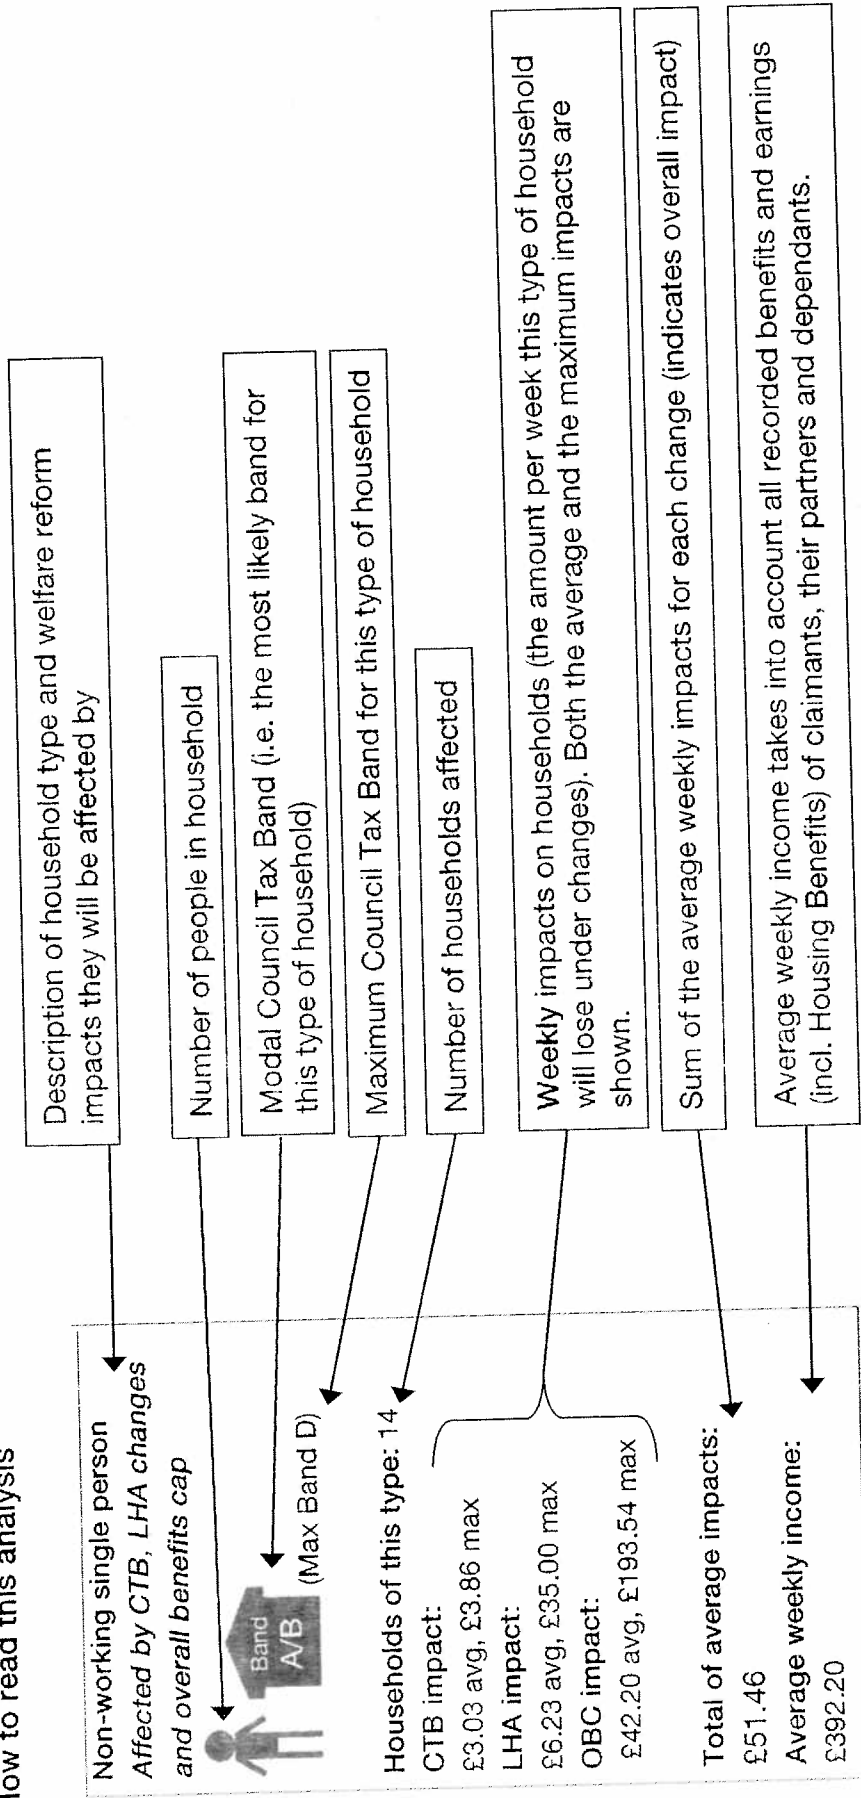 low to read this analysis
Non-working single person
Affected by CTB, LHA changes
and overall benefits cap
Band
A/B
(Max Band D)
Households of this type: 14
CTB impact:
£3.03 avg, £3.86 max
LHA impact:
£6.23 avg, £35.00 max
OBC impact:
£42.20 avg, £193.54 max
Total of average impacts:
£51.46
Average weekly income:
£392.20
Description of household type and welfare reform
impacts they will be affected by
Number of people in household
Modal Council Tax Band (i.e. the most likely band for
this type of household)
Maximum Council Tax Band for this type of household
Number of households affected
Weekly impacts on households (the amount per week this type of household
will lose under changes). Both the average and the maximum impacts are
shown.
Sum of the average weekly impacts for each change (indicates overall impact)
Average weekly income takes into account all recorded benefits and earnings
(incl. Housing Benefits) of claimants, their partners and dependants.